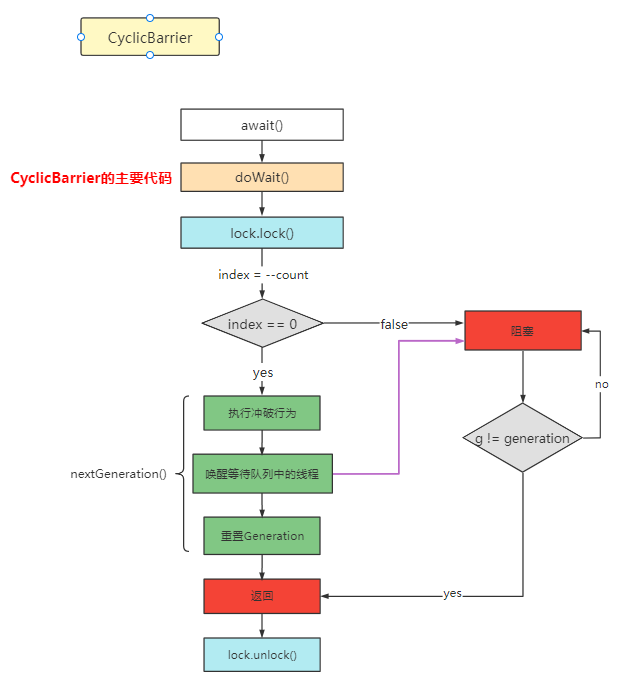 CyclicBarrier
await()
CyclicBarrier的主要代码
doWait()
lock.lock()
index = --count
index == 0
false
阻塞
yes
no
执行冲破行为
g != generation
nextGeneration()
唤醒等待队列中的线程
重置Generation
返回
yes
lock.unlock()